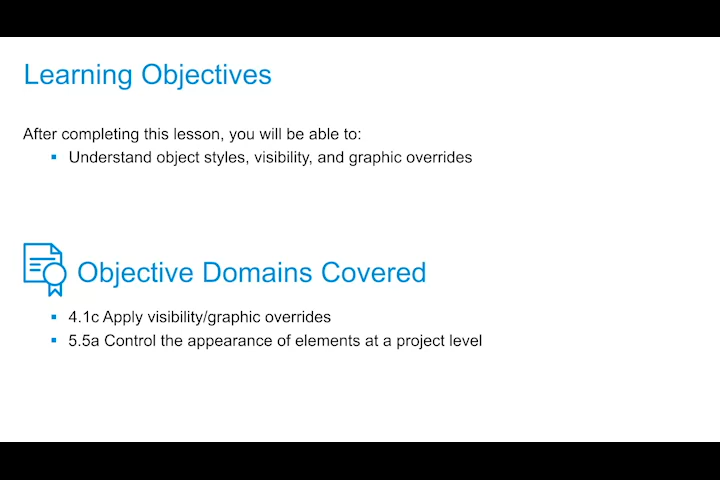 Learning Objectives
After completing this lesson, you will be able to:
▪ Understand object styles, visibility, and graphic overrides
Objective Domains Covered
▪ 4.1c Apply visibility/graphic overrides
▪ 5.5a Control the appearance of elements at a project level